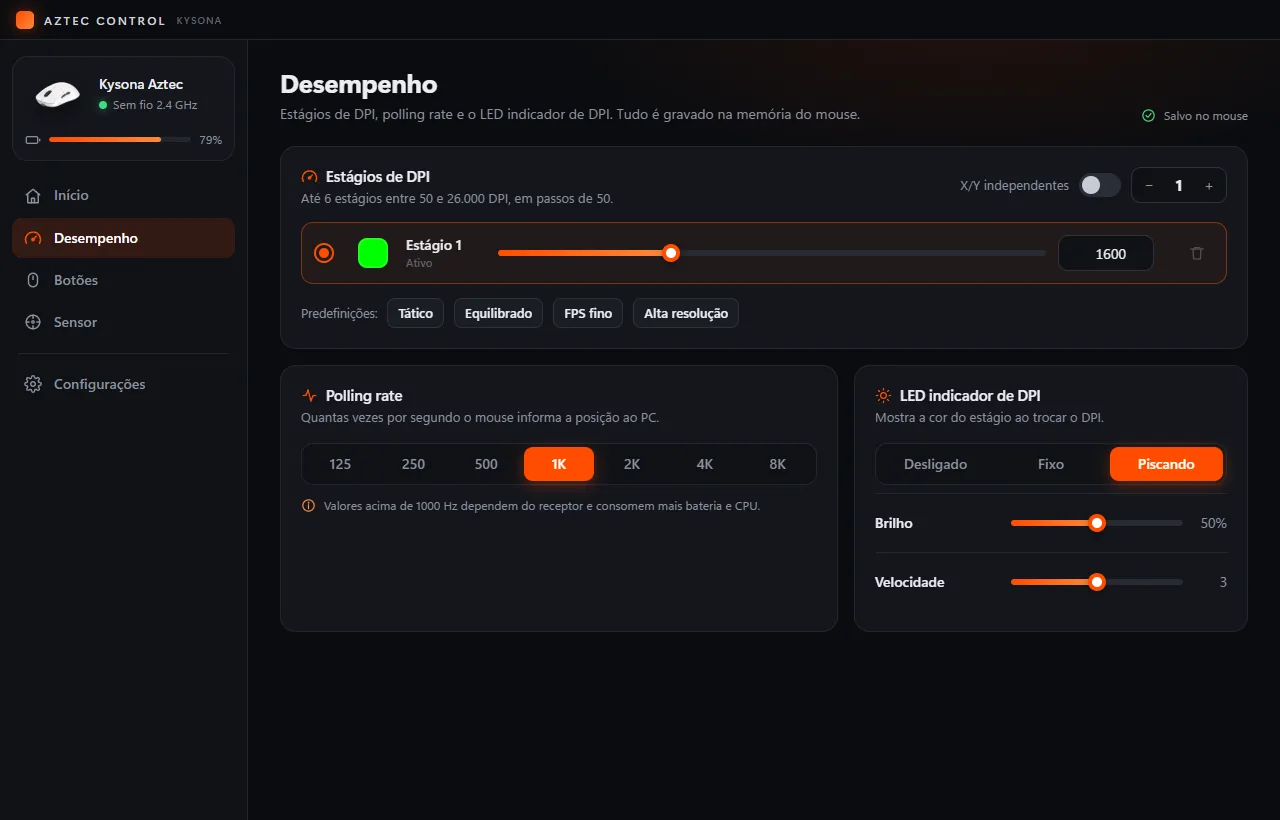 AZTEC CONTROL KYSONA
Kysona Aztec
Sem fio 2.4 GHz
79%
Início
Desempenho
Botões
Sensor
Configurações
Desempenho
Estágios de DPI, polling rate e o LED indicador de DPI. Tudo é gravado na memória do mouse.
Salvo no mouse
Estágios de DPI
Até 6 estágios entre 50 e 26.000 DPI, em passos de 50.
X/Y independentes
− 1 +
Estágio 1
Ativo
1600
Predefinições: Tático Equilibrado FPS fino Alta resolução
Polling rate
Quantas vezes por segundo o mouse informa a posição ao PC.
125 250 500 1K 2K 4K 8K
Valores acima de 1000 Hz dependem do receptor e consomem mais bateria e CPU.
LED indicador de DPI
Mostra a cor do estágio ao trocar o DPI.
Desligado Fixo Piscando
Brilho 50%
Velocidade 3